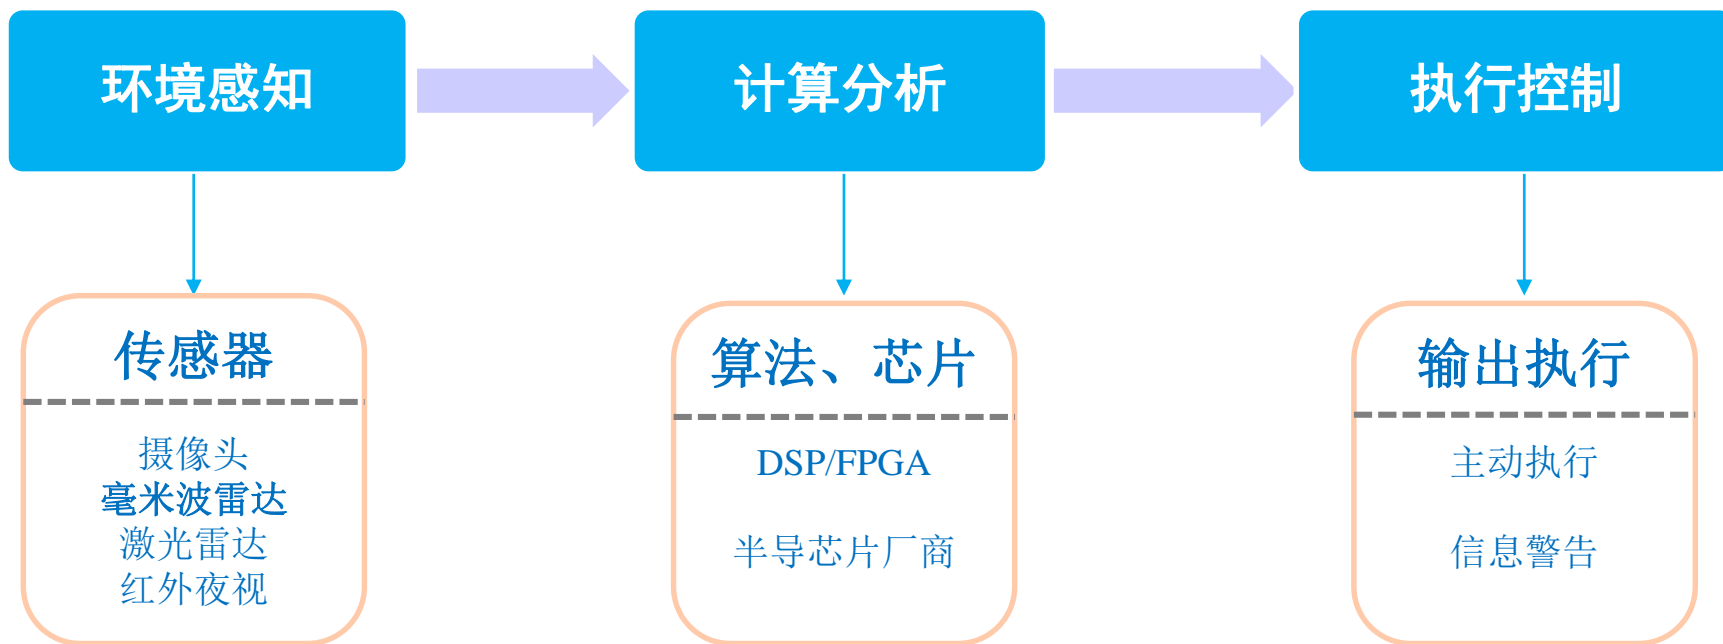 环境感知
计算分析
执行控制
传感器
摄像头
毫米波雷达
激光雷达
红外夜视
算法、芯片
DSP/FPGA
半导芯片厂商
输出执行
主动执行
信息警告